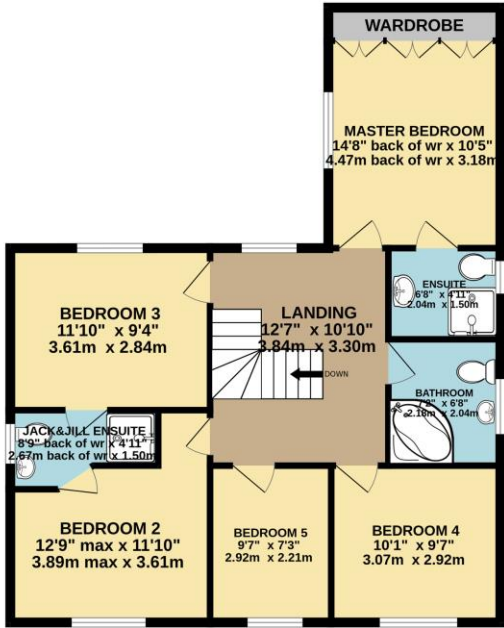 WARDROBE
MASTER BEDROOM
14'8" back of wr x 10'5"
4.47m back of wr x 3.18m
BEDROOM 3
11'10" x 9'4"
3.61m x 2.84m
LANDING
12'7" x 10'10"
3.84m x 3.30m
DOWN
ENSUITE
6'8" x 4'11"
2.04m x 1.50m
BATHROOM
7'2" x 6'8"
2.18m x 2.04m
JACK&JILL ENSUITE
8'9" back of wr x 4'11"
2.67m back of wr x 1.50m
BEDROOM 2
12'9" max x 11'10"
3.89m max x 3.61m
BEDROOM 5
9'7" x 7'3"
2.92m x 2.21m
BEDROOM 4
10'1" x 9'7"
3.07m x 2.92m